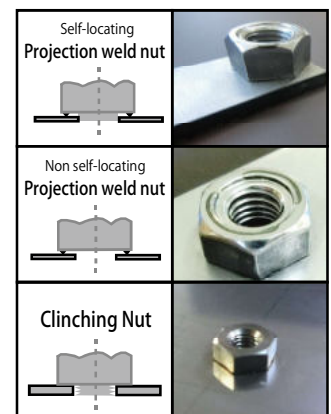 Self-locating
Projection weld nut
Non self-locating
Projection weld nut
Clinching Nut